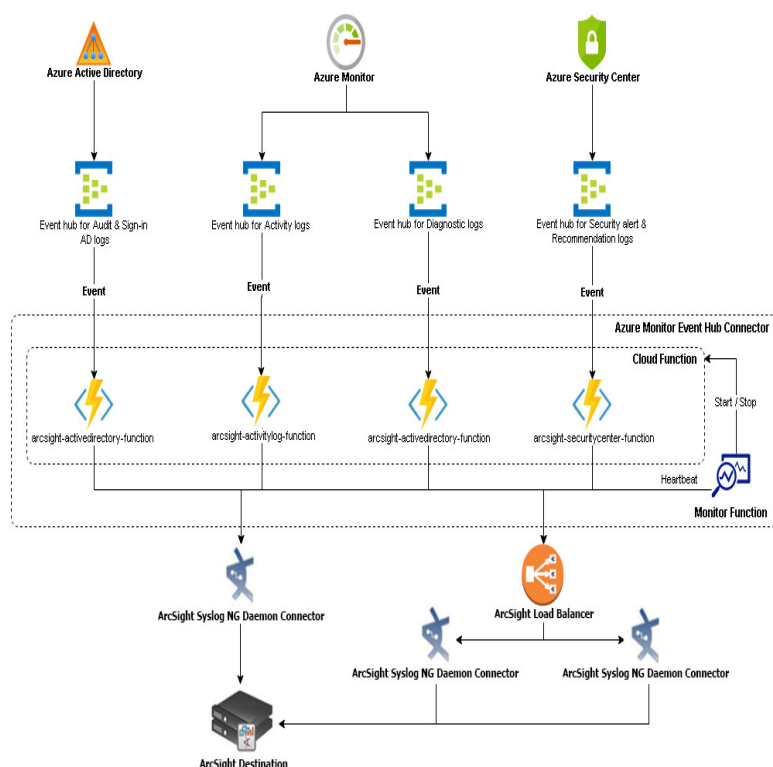 Azure Active Directory
Azure Monitor
Azure Security Center
Event hub for Audit & Sign-in
AD logs
Event hub for Activity logs
Event hub for Diagnostic logs
Event hub for Security alert &
Recommendation logs
Event
Event
Event
Event
Azure Monitor Event Hub Connector
Cloud Function
Start / Stop
arcsight-activedirectory-function
arcsight-activitylog-function
arcsight-activedirectory-function
arcsight-securitycenter-function
Heartbeat
Monitor Function
ArcSight Syslog NG Daemon Connector
ArcSight Load Balancer
ArcSight Syslog NG Daemon Connector
ArcSight Syslog NG Daemon Connector
ArcSight Destination